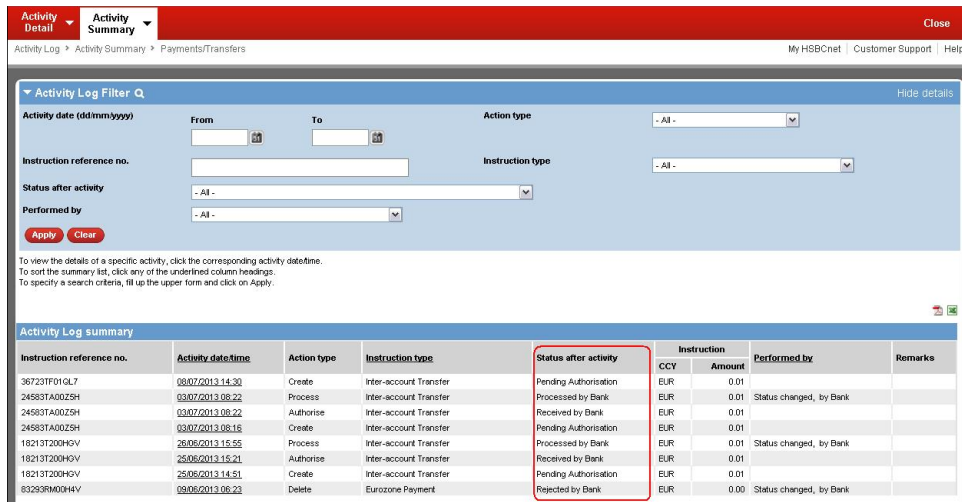 Activity Detail
Activity Summary
Close
Activity Log > Activity Summary > Payments/Transfers
My HSBCnet | Customer Support | Help
Activity Log Filter
Hide details
Activity date (dd/mm/yyyy) From To Action type - All -
Instruction reference no. Instruction type - All -
Status after activity - All -
Performed by - All -
Apply Clear
To view the details of a specific activity, click the corresponding activity date/time.
To sort the summary list, click any of the underlined column headings.
To specify a search criteria, fill up the upper form and click on Apply.
Activity Log summary
Instruction reference no. Activity date/time Action type Instruction type Status after activity Instruction CCY Amount Performed by Remarks
36723TF01QL7 08/07/2013 14:30 Create Inter-account Transfer Pending Authorisation EUR 0.01
24583TA00Z5H 03/07/2013 08:22 Process Inter-account Transfer Processed by Bank EUR 0.01 Status changed, by Bank
24583TA00Z5H 03/07/2013 08:22 Authorise Inter-account Transfer Received by Bank EUR 0.01
24583TA00Z5H 03/07/2013 08:16 Create Inter-account Transfer Pending Authorisation EUR 0.01
18213T200HGV 26/06/2013 15:55 Process Inter-account Transfer Processed by Bank EUR 0.01 Status changed, by Bank
18213T200HGV 25/06/2013 15:21 Authorise Inter-account Transfer Received by Bank EUR 0.01
18213T200HGV 25/06/2013 14:51 Create Inter-account Transfer Pending Authorisation EUR 0.01
83293RM00H4V 09/06/2013 06:23 Delete Eurozone Payment Rejected by Bank EUR 0.00 Status changed, by Bank